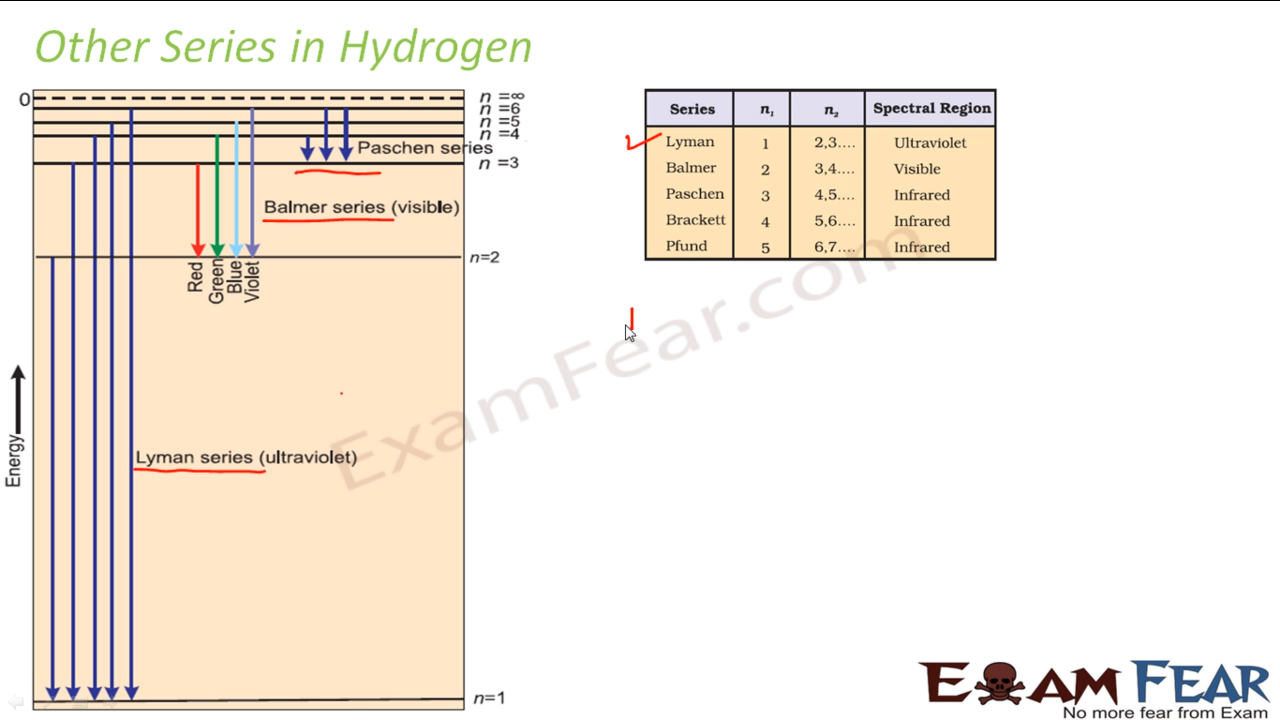 Other Series in Hydrogen
0
n =∞
n =6
n =5
n =4
Paschen series
n =3
Balmer series (visible)
n=2
Red
Green
Blue
Violet
Energy
Lyman series (ultraviolet)
n=1
Series n₁ n₂ Spectral Region
Lyman 1 2,3.... Ultraviolet
Balmer 2 3,4.... Visible
Paschen 3 4,5.... Infrared
Brackett 4 5,6.... Infrared
Pfund 5 6,7.... Infrared
ExamFear.com
EXAM FEAR
No more fear from Exam